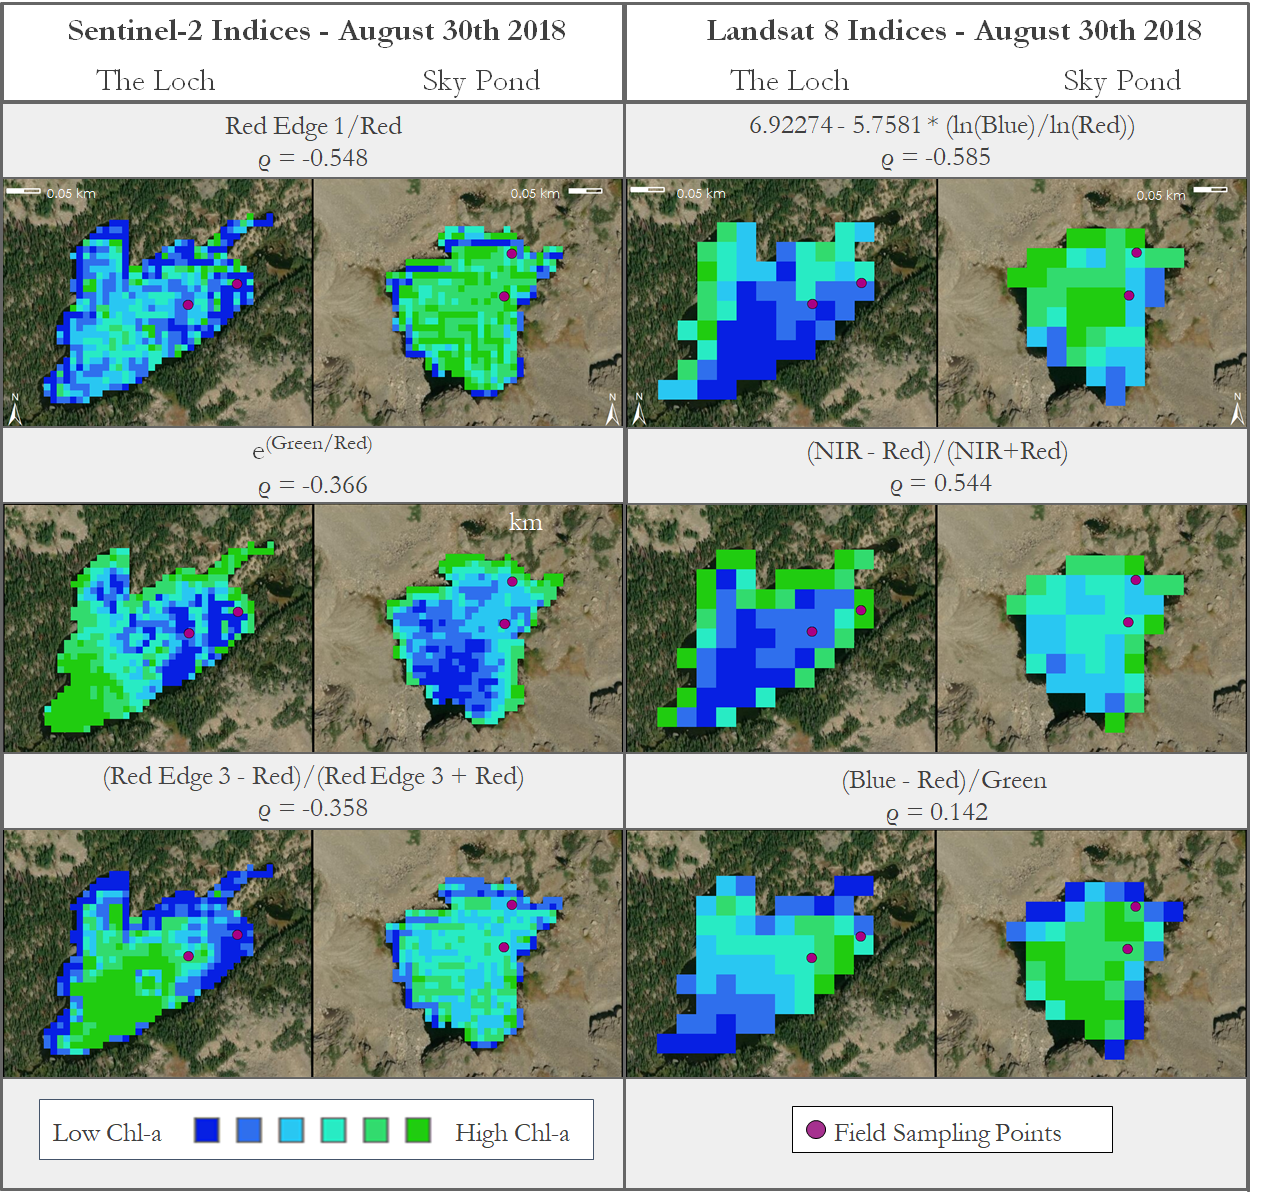 Sentinel-2 Indices - August 30th 2018
The Loch
Sky Pond
Landsat 8 Indices - August 30th 2018
The Loch
Sky Pond
Red Edge 1/Red
ϱ = -0.548
6.92274 - 5.7581 * (ln(Blue)/ln(Red))
ϱ = -0.585
0.05 km
0.05 km
0.05 km
0.05 km
N
N
N
N
e(Green/Red)
ϱ = -0.366
(NIR - Red)/(NIR+Red)
ϱ = 0.544
km
(Red Edge 3 - Red)/(Red Edge 3 + Red)
ϱ = -0.358
(Blue - Red)/Green
ϱ = 0.142
Low Chl-a
High Chl-a
Field Sampling Points